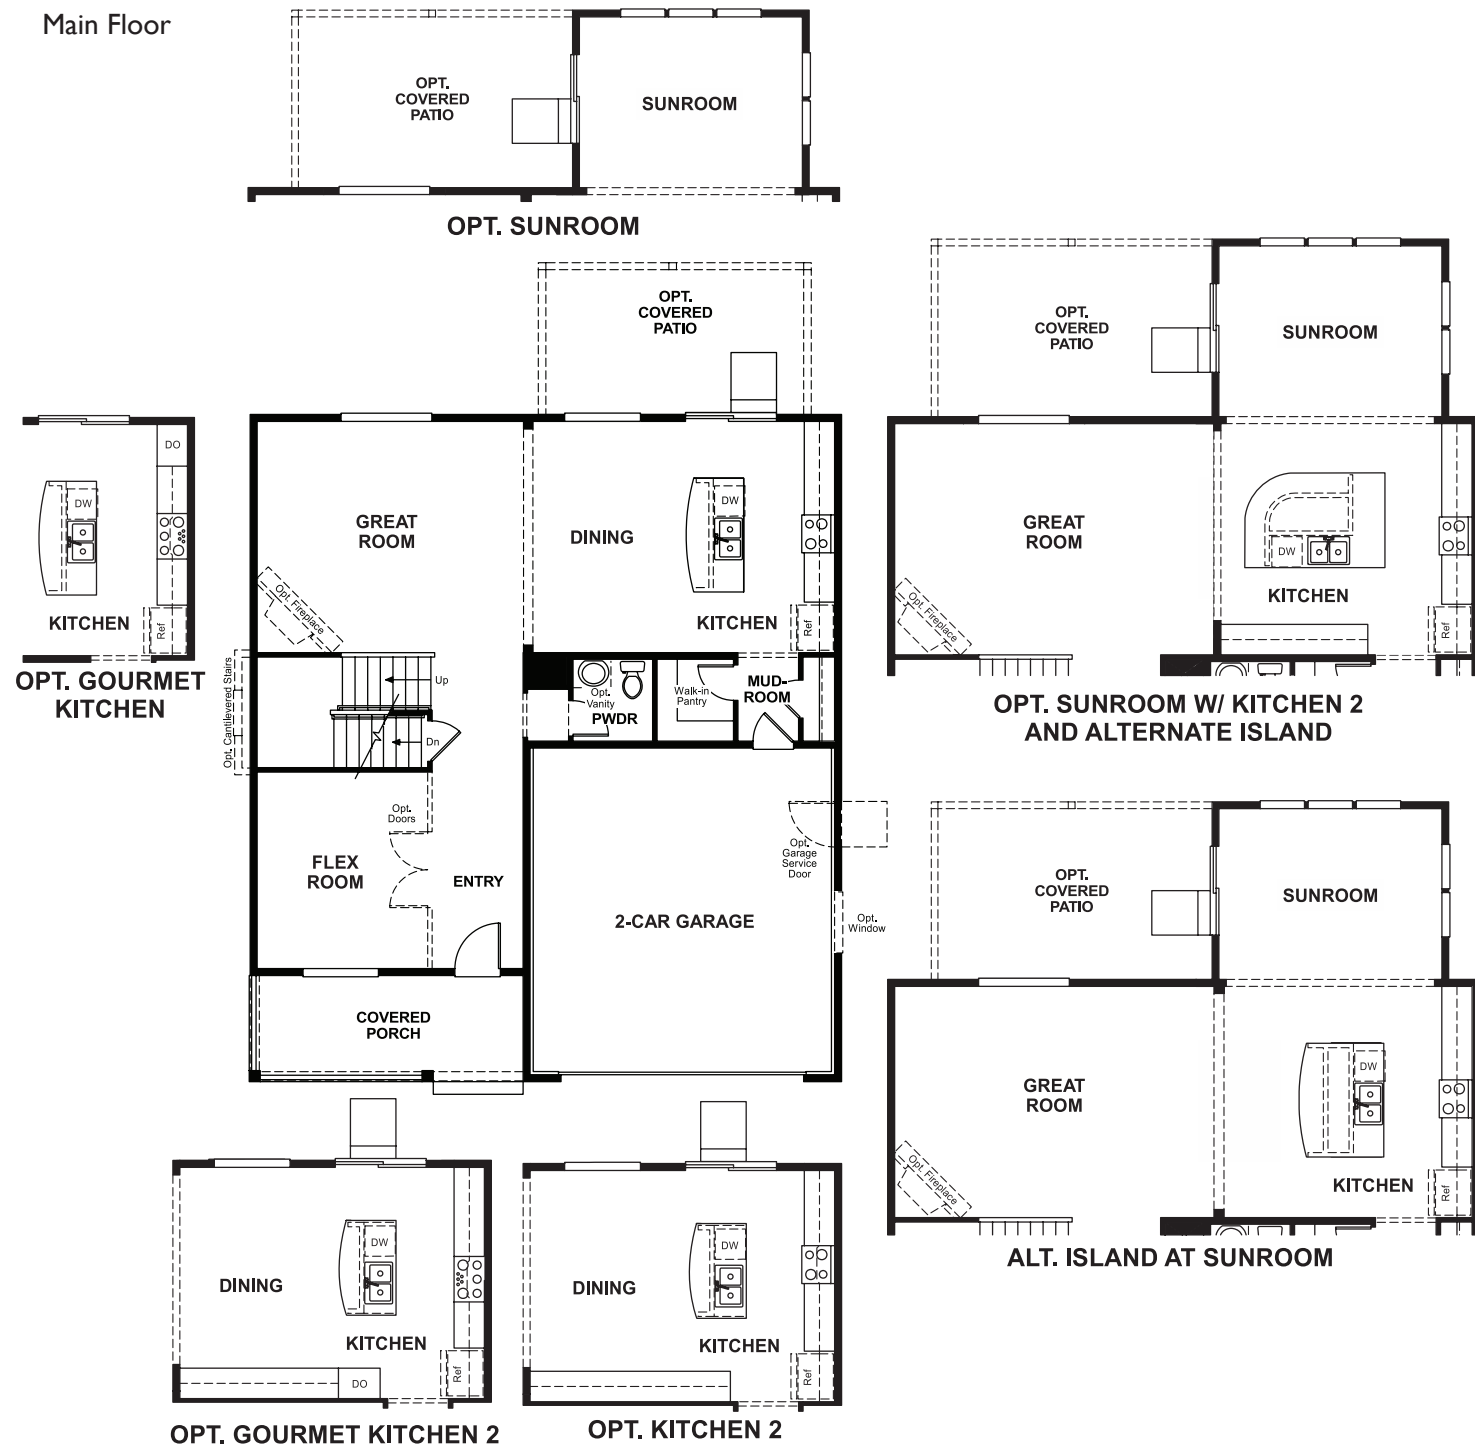 Main Floor
OPT.
COVERED
PATIO
SUNROOM
OPT. SUNROOM
OPT.
COVERED
PATIO
DO
DW
KITCHEN
Ref
OPT. GOURMET
KITCHEN
GREAT
ROOM
DINING
DW
KITCHEN
Ref
Opt. Fireplace
Opt. Cantilevered Stairs
Up
Dn
Opt.
Vanity
PWDR
Walk-in
Pantry
MUD-
ROOM
Opt.
Doors
FLEX
ROOM
ENTRY
Opt.
Garage
Service
Door
2-CAR GARAGE
Opt.
Window
COVERED
PORCH
OPT.
COVERED
PATIO
SUNROOM
GREAT
ROOM
DW
KITCHEN
Opt. Fireplace
Ref
OPT. SUNROOM W/ KITCHEN 2
AND ALTERNATE ISLAND
OPT.
COVERED
PATIO
SUNROOM
GREAT
ROOM
DW
KITCHEN
Opt. Fireplace
Ref
ALT. ISLAND AT SUNROOM
DINING
DW
KITCHEN
Ref
DO
OPT. GOURMET KITCHEN 2
DINING
DW
KITCHEN
Ref
OPT. KITCHEN 2